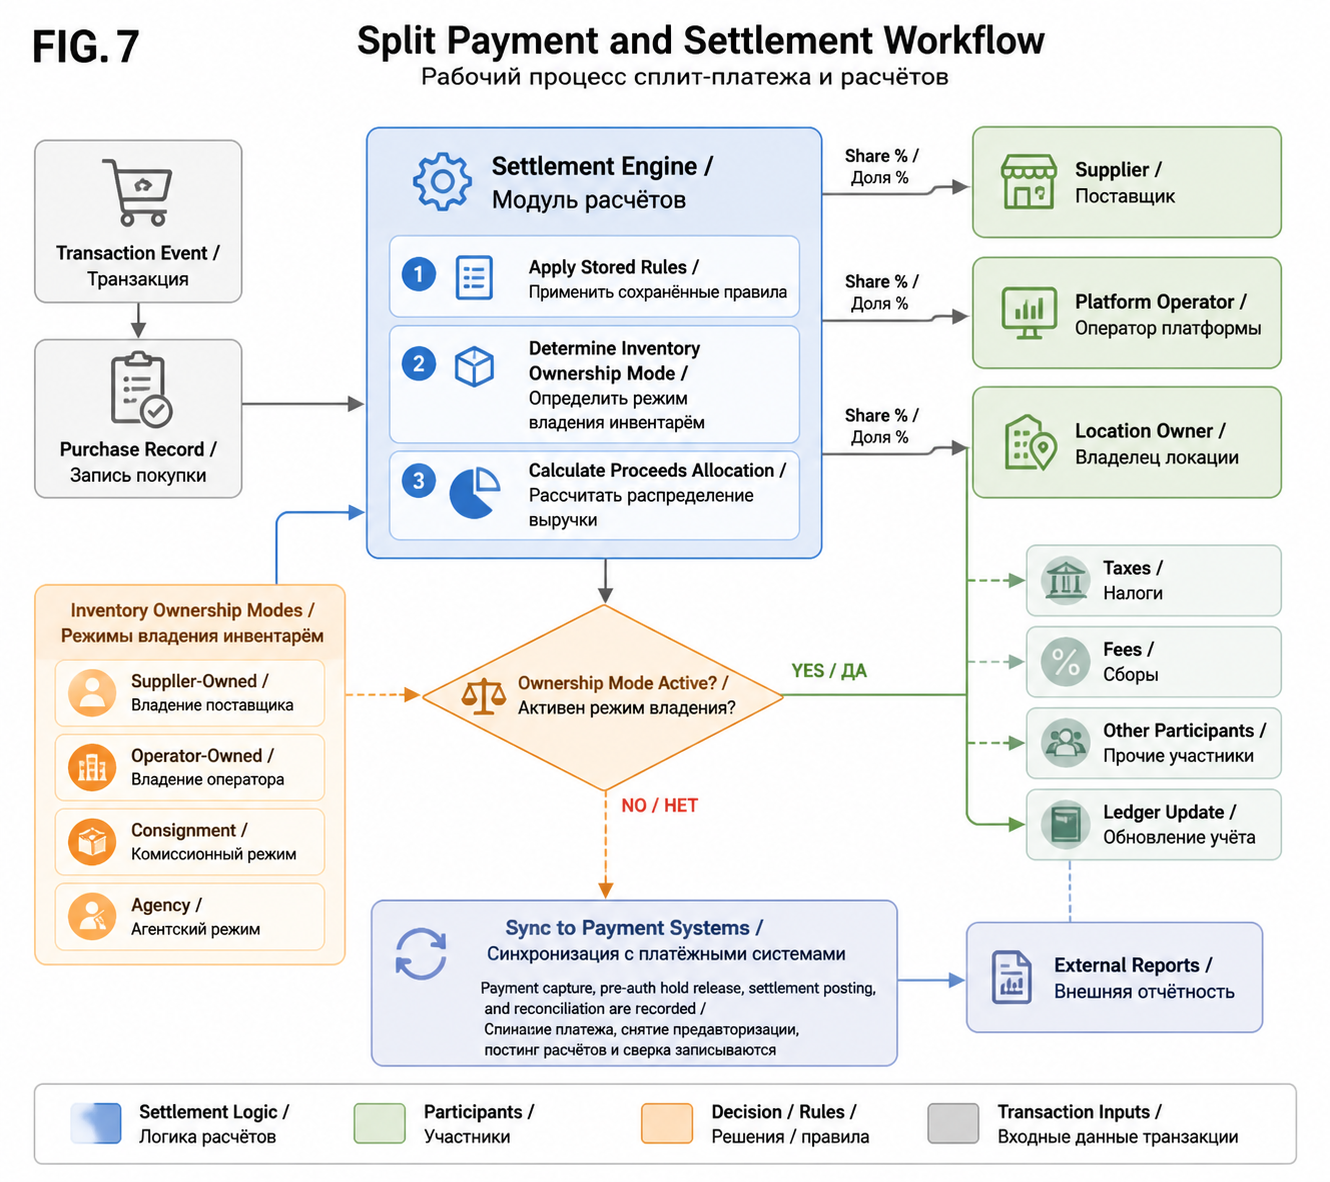 FIG. 7
Split Payment and Settlement Workflow
Рабочий процесс сплит-платежа и расчётов
Transaction Event /
Транзакция
Purchase Record /
Запись покупки
Settlement Engine /
Модуль расчётов
1
Apply Stored Rules /
Применить сохранённые правила
2
Determine Inventory
Ownership Mode /
Определить режим
владения инвентарём
3
Calculate Proceeds Allocation /
Рассчитать распределение
выручки
Share % /
Доля %
Share % /
Доля %
Share % /
Доля %
Supplier /
Поставщик
Platform Operator /
Оператор платформы
Location Owner /
Владелец локации
Taxes /
Налоги
Fees /
Сборы
Other Participants /
Прочие участники
Ledger Update /
Обновление учёта
Inventory Ownership Modes /
Режимы владения инвентарём
Suppller-Owned /
Владение поставщика
Operator-Owned /
Владение оператора
Consignment /
Комиссионный режим
Agency /
Агентский режим
Ownership Mode Active? /
Активен режим владения?
YES / ДА
NO / НЕТ
Sync to Payment Systems /
Синхронизация с платёжными системами
Payment capture, pre-auth hold release, settlement posting,
and reconciliation are recorded /
платежа, снятие предавторизации,
постинг расчётов и сверка записываются
External Reports /
Внешняя отчётность
Settlement Logic /
Логика расчётов
Participants /
Участники
Decision / Rules /
Решения / правила
Transaction Inputs /
Входные данные транзакции